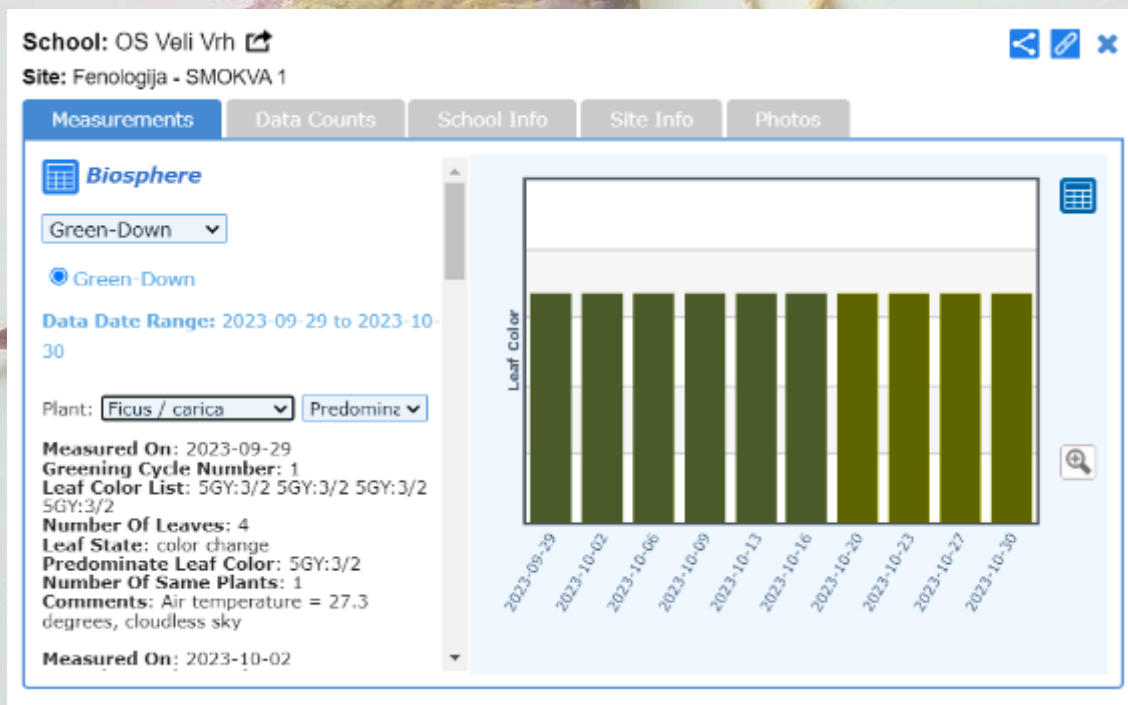 School: OS Veli Vrh
Site: Fenologija - SMOKVA 1
Measurements
Data Counts
School Info
Site Info
Photos
Biosphere
Green-Down
Green-Down
Data Date Range: 2023-09-29 to 2023-10-
30
Plant: Ficus / carica
Predomina
Measured On: 2023-09-29
Greening Cycle Number: 1
Leaf Color List: 5GY:3/2 5GY:3/2 5GY:3/2
5GY:3/2
Number Of Leaves: 4
Leaf State: color change
Predominate Leaf Color: 5GY:3/2
Number Of Same Plants: 1
Comments: Air temperature = 27.3
degrees, cloudless sky
Measured On: 2023-10-02
Leaf Color
2023-09-29
2023-10-02
2023-10-06
2023-10-09
2023-10-13
2023-10-16
2023-10-20
2023-10-23
2023-10-27
2023-10-30